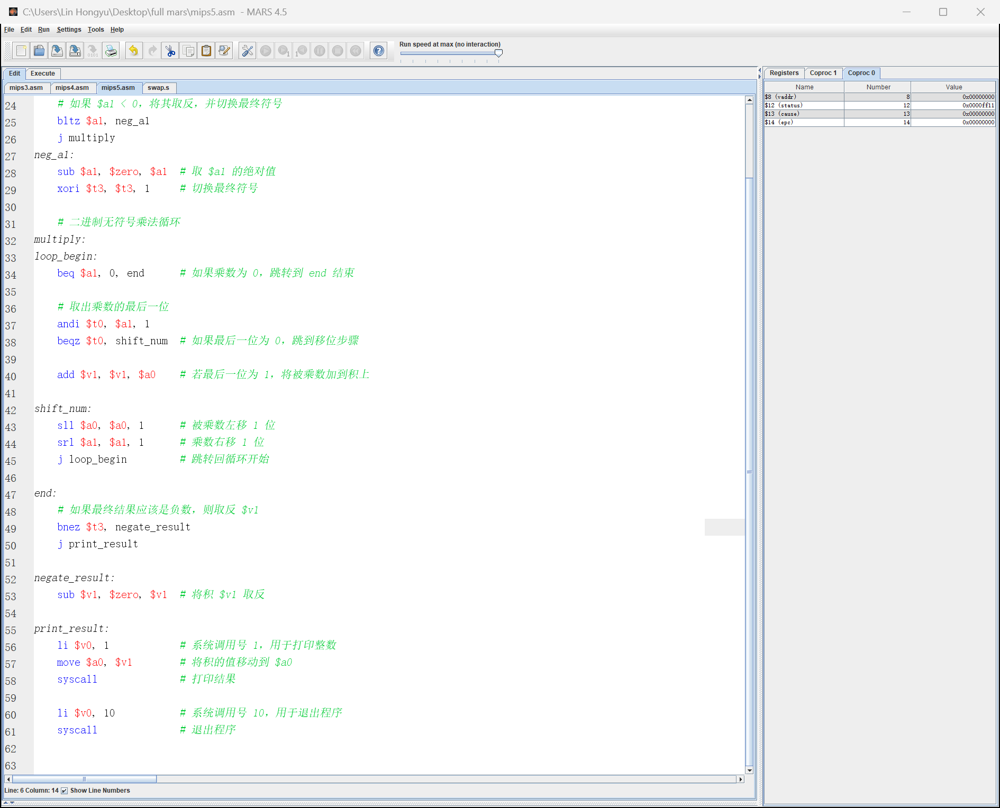 C:\Users\Lin Hongyu\Desktop\full mars\mips5.asm - MARS 4.5
File Edit Run Settings Tools Help
Run speed at max (no interaction)
Edit Execute
mips3.asm mips4.asm mips5.asm swap.s
24 # 如果 $a1 < 0，将其取反，并切换最终符号
25 bltz $a1, neg_a1
26 j multiply
27 neg_a1:
28 sub $a1, $zero, $a1 # 取 $a1 的绝对值
29 xori $t3, $t3, 1 # 切换最终符号
30
31 # 二进制无符号乘法循环
32 multiply:
33 loop_begin:
34 beq $a1, 0, end # 如果乘数为 0，跳转到 end 结束
35
36 # 取出乘数的最后一位
37 andi $t0, $a1, 1
38 beqz $t0, shift_num # 如果最后一位为 0，跳到移位步骤
39
40 add $v1, $v1, $a0 # 若最后一位为 1，将被乘数加到积上
41
42 shift_num:
43 sll $a0, $a0, 1 # 被乘数左移 1 位
44 srl $a1, $a1, 1 # 乘数右移 1 位
45 j loop_begin # 跳转回循环开始
46
47 end:
48 # 如果最终结果应该是负数，则取反 $v1
49 bnez $t3, negate_result
50 j print_result
51
52 negate_result:
53 sub $v1, $zero, $v1 # 将积 $v1 取反
54
55 print_result:
56 li $v0, 1 # 系统调用号 1，用于打印整数
57 move $a0, $v1 # 将积的值移动到 $a0
58 syscall # 打印结果
59
60 li $v0, 10 # 系统调用号 10，用于退出程序
61 syscall # 退出程序
62
63
Line: 6 Column: 14 Show Line Numbers
Registers Coproc 1 Coproc 0
Name Number Value
$8 (vaddr) 8 0x00000000
$12 (status) 12 0x0000ff11
$13 (cause) 13 0x00000000
$14 (epc) 14 0x00000000